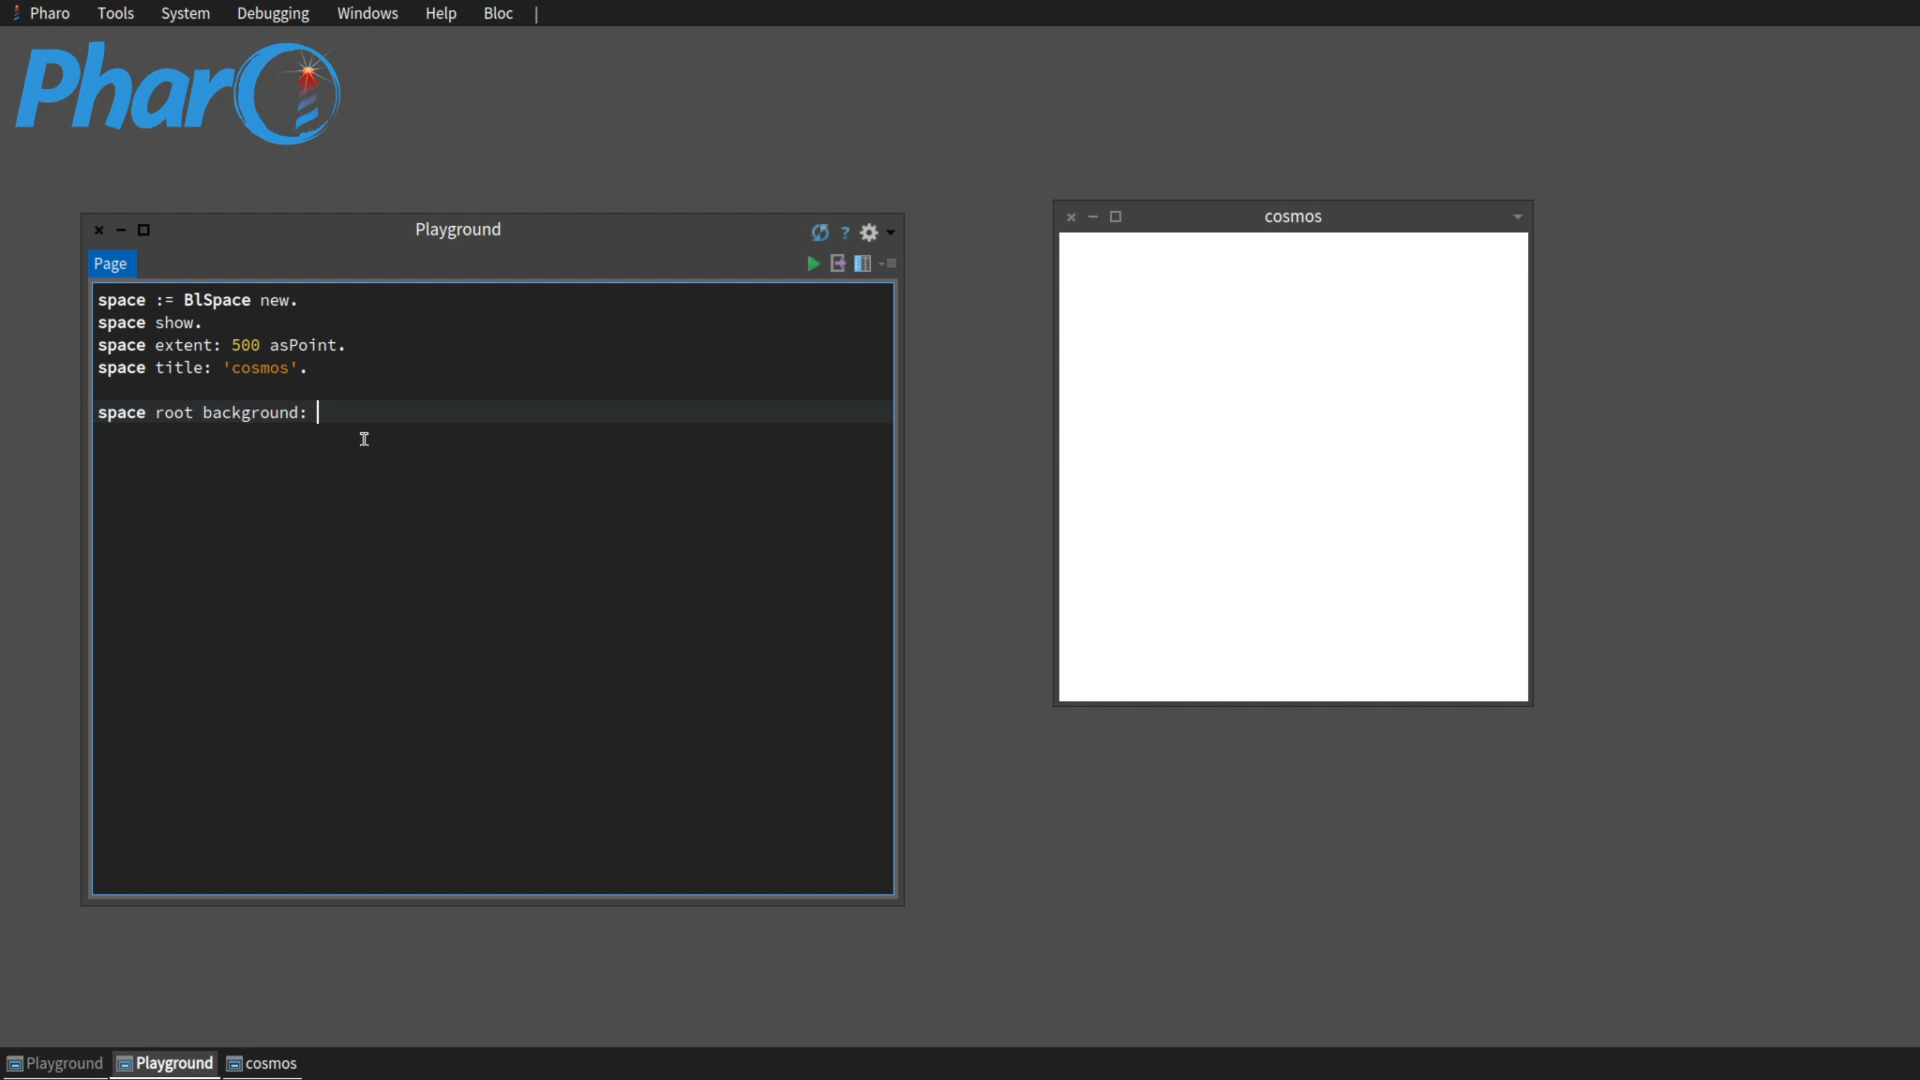 Pharo Tools System Debugging Windows Help Bloc
Pharo
Playground
?
Page
space := BlSpace new.
space show.
space extent: 500 asPoint.
space title: 'cosmos'.
space root background:
cosmos
Playground Playground cosmos